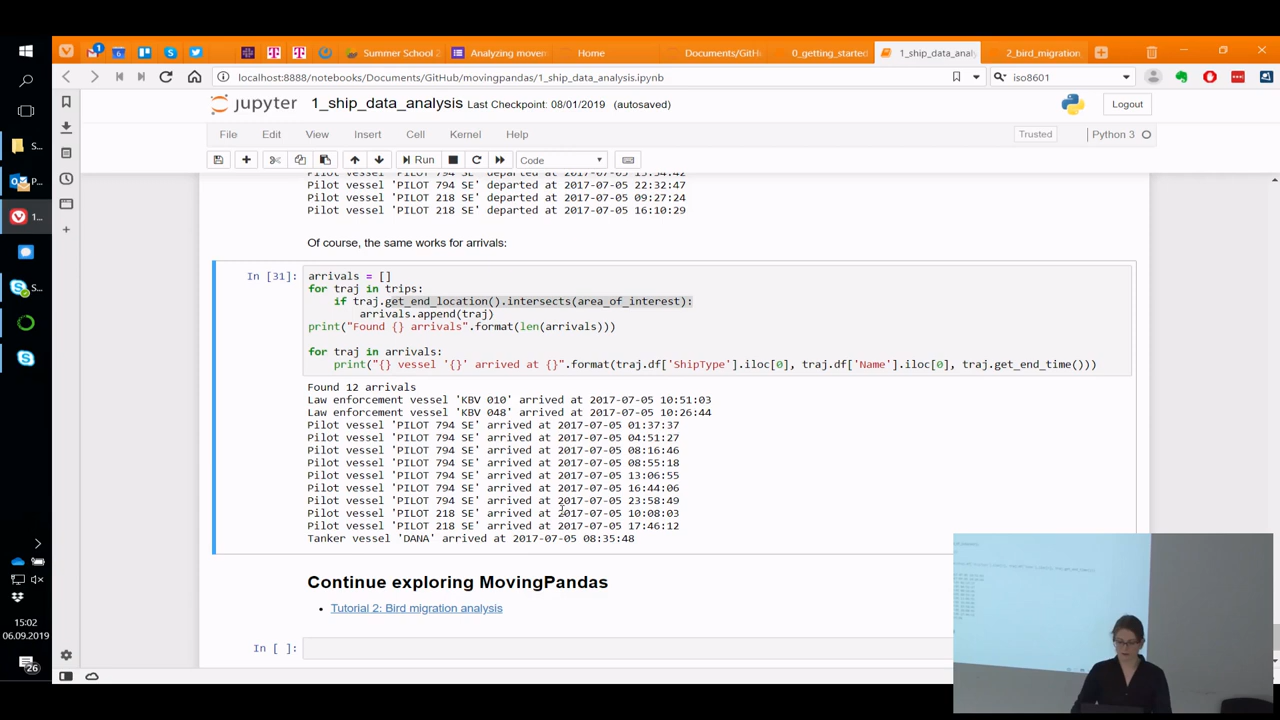 1
6
Summer School 2
Analyzing movem
Home
Documents/GitH
0_getting_started
1_ship_data_analy
2_bird_migration_
localhost:8888/notebooks/Documents/GitHub/movingpandas/1_ship_data_analysis.ipynb
iso8601
jupyter 1_ship_data_analysis Last Checkpoint: 08/01/2019 (autosaved)
Logout
File Edit View Insert Cell Kernel Help
Trusted
Python 3
Run
Code
Pilot vessel 'PILOT 794 SE' departed at 2017-07-05 22:32:47
Pilot vessel 'PILOT 218 SE' departed at 2017-07-05 09:27:24
Pilot vessel 'PILOT 218 SE' departed at 2017-07-05 16:10:29
Of course, the same works for arrivals:
In [31]:
arrivals = []
for traj in trips:
    if traj.get_end_location().intersects(area_of_interest):
        arrivals.append(traj)
print("Found {} arrivals".format(len(arrivals)))
for traj in arrivals:
    print("{} vessel '{}' arrived at {}".format(traj.df['ShipType'].iloc[0], traj.df['Name'].iloc[0], traj.get_end_time()))
Found 12 arrivals
Law enforcement vessel 'KBV 010' arrived at 2017-07-05 10:51:03
Law enforcement vessel 'KBV 048' arrived at 2017-07-05 10:26:44
Pilot vessel 'PILOT 794 SE' arrived at 2017-07-05 01:37:37
Pilot vessel 'PILOT 794 SE' arrived at 2017-07-05 04:51:27
Pilot vessel 'PILOT 794 SE' arrived at 2017-07-05 08:16:46
Pilot vessel 'PILOT 794 SE' arrived at 2017-07-05 08:55:18
Pilot vessel 'PILOT 794 SE' arrived at 2017-07-05 13:06:55
Pilot vessel 'PILOT 794 SE' arrived at 2017-07-05 16:44:06
Pilot vessel 'PILOT 794 SE' arrived at 2017-07-05 23:58:49
Pilot vessel 'PILOT 218 SE' arrived at 2017-07-05 10:08:03
Pilot vessel 'PILOT 218 SE' arrived at 2017-07-05 17:46:12
Tanker vessel 'DANA' arrived at 2017-07-05 08:35:48
Continue exploring MovingPandas
Tutorial 2: Bird migration analysis
In [ ]:
S...
P...
1...
S...
15:02
06.09.2019
26